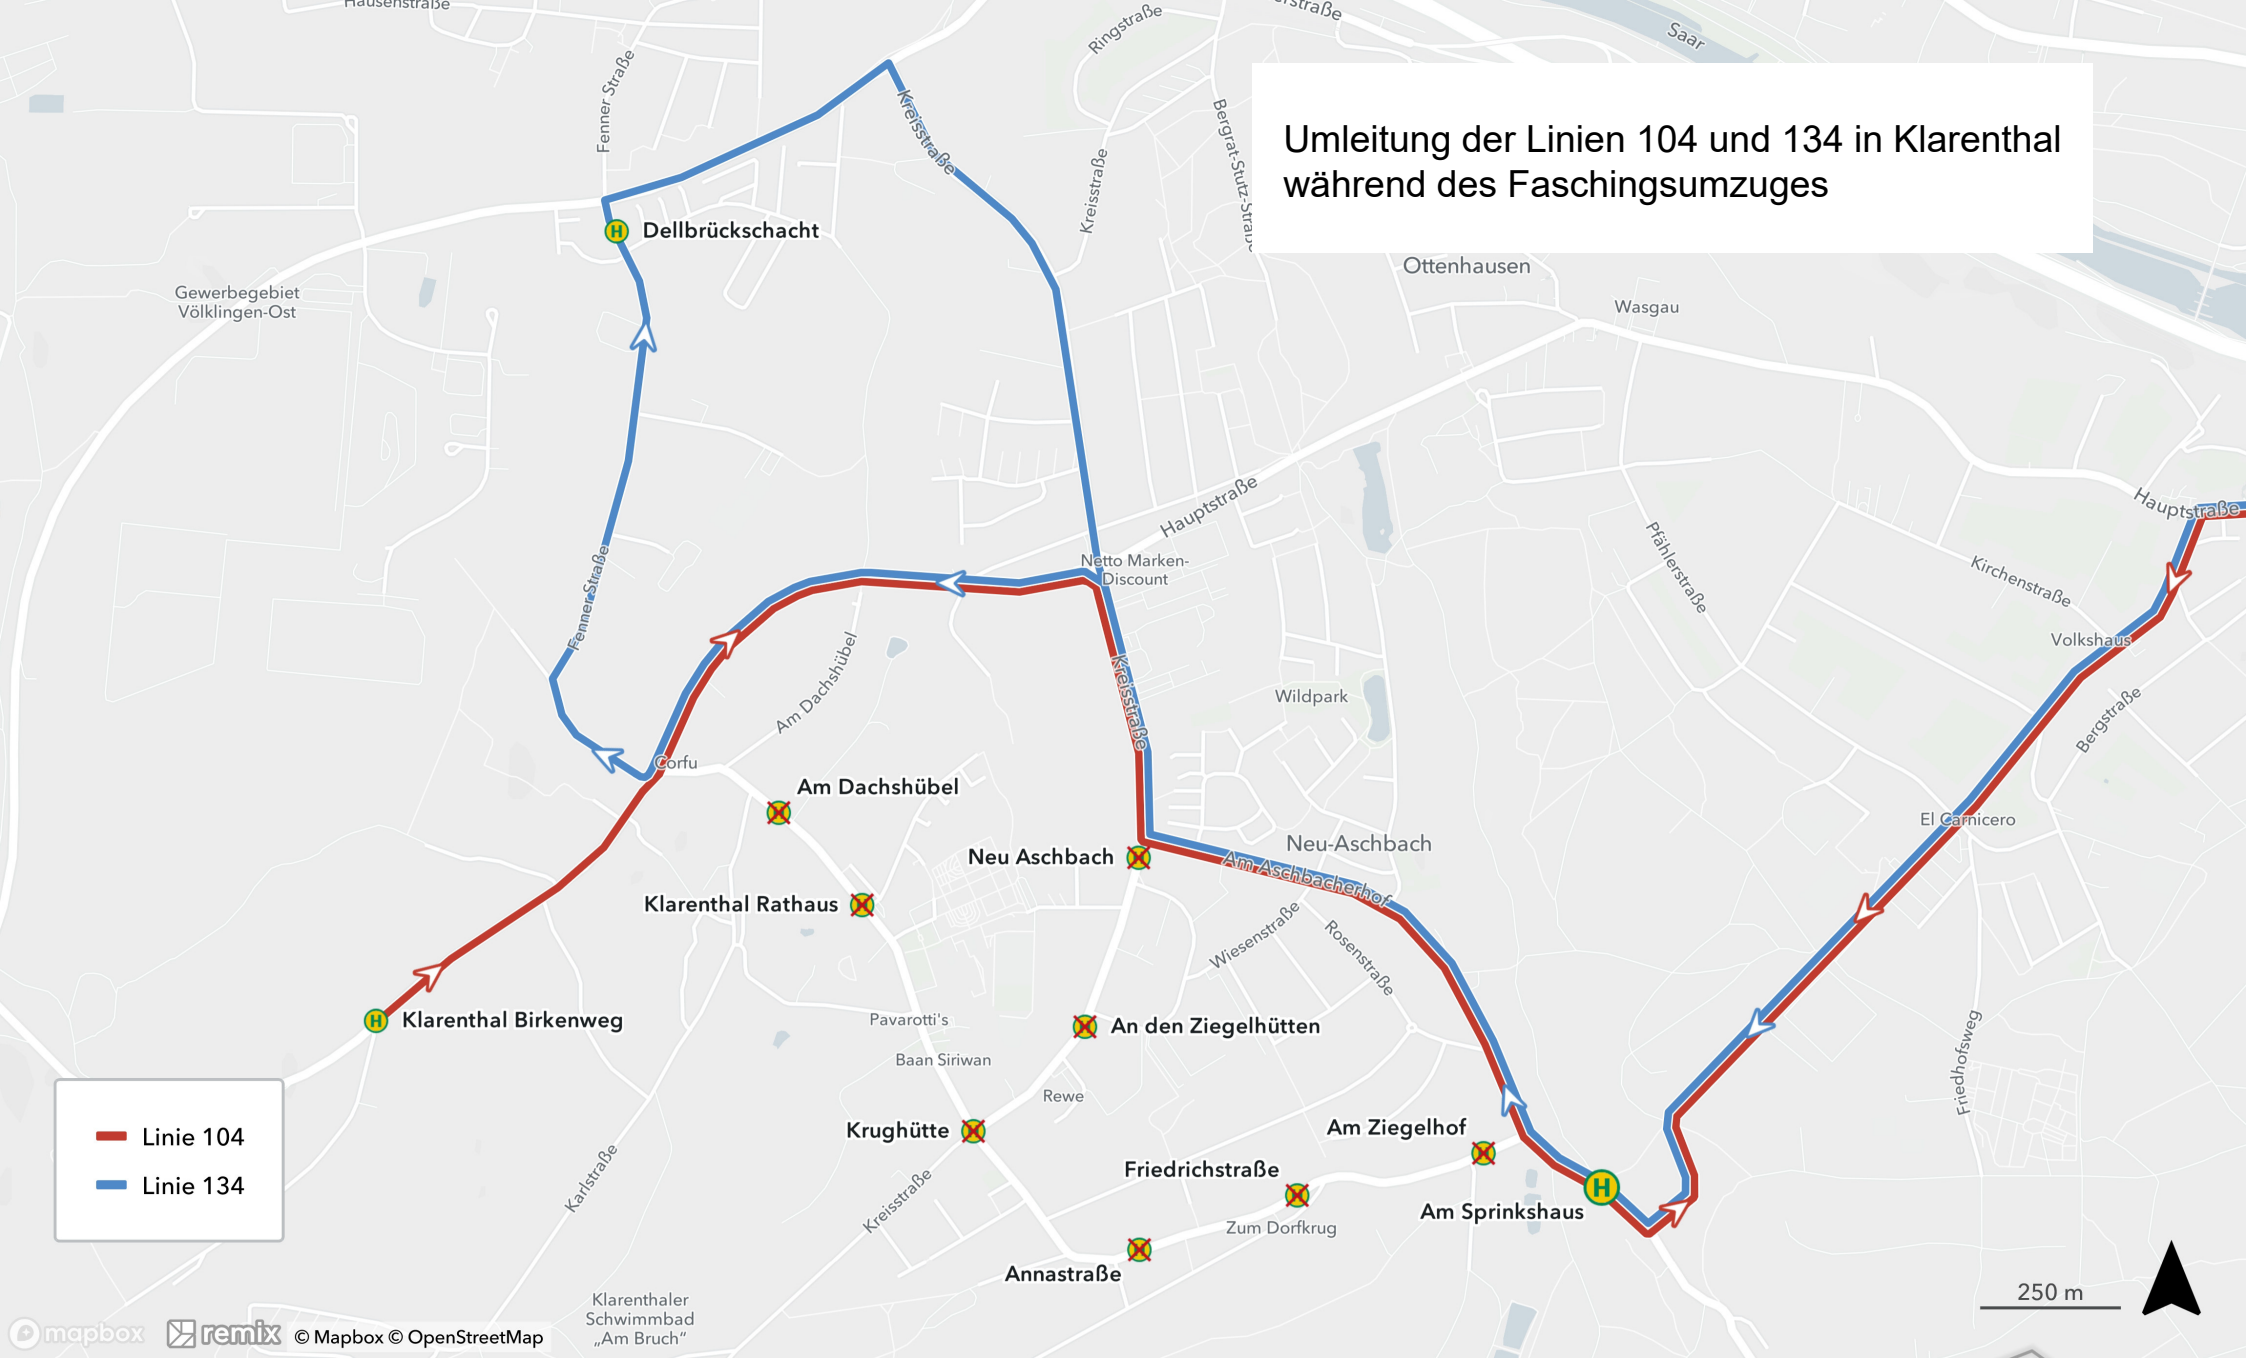 Hausenstraße
Ringstraße
Saar
Fenner Straße
Kreisstraße
Bergrat-Stutz-Straße
Kreisstraße
Umleitung der Linien 104 und 134 in Klarenthal
während des Faschingsumzuges
Dellbrückschacht
Ottenhausen
Gewerbegebiet
Völklingen-Ost
Wasgau
Hauptstraße
Hauptstraße
Netto Marken-
Discount
Pfählerstraße
Kirchenstraße
Fenner Straße
Volkshaus
Am Dachshübel
Kreisstraße
Wildpark
Bergstraße
Corfu
Am Dachshübel
El Carnicero
Neu-Aschbach
Neu Aschbach
Am Aschbacherhof
Klarenthal Rathaus
Wiesenstraße
Rosenstraße
Klarenthal Birkenweg
Pavarotti's
An den Ziegelhütten
Baan Siriwan
Friedhofsweg
Rewe
Krughütte
Am Ziegelhof
Linie 104
Linie 134
Karlstraße
Kreisstraße
Friedrichstraße
Am Sprinkshaus
Zum Dorfkrug
Annastraße
Klarenthaler
Schwimmbad
„Am Bruch“
250 m
mapbox
remix
© Mapbox © OpenStreetMap
H
H
H